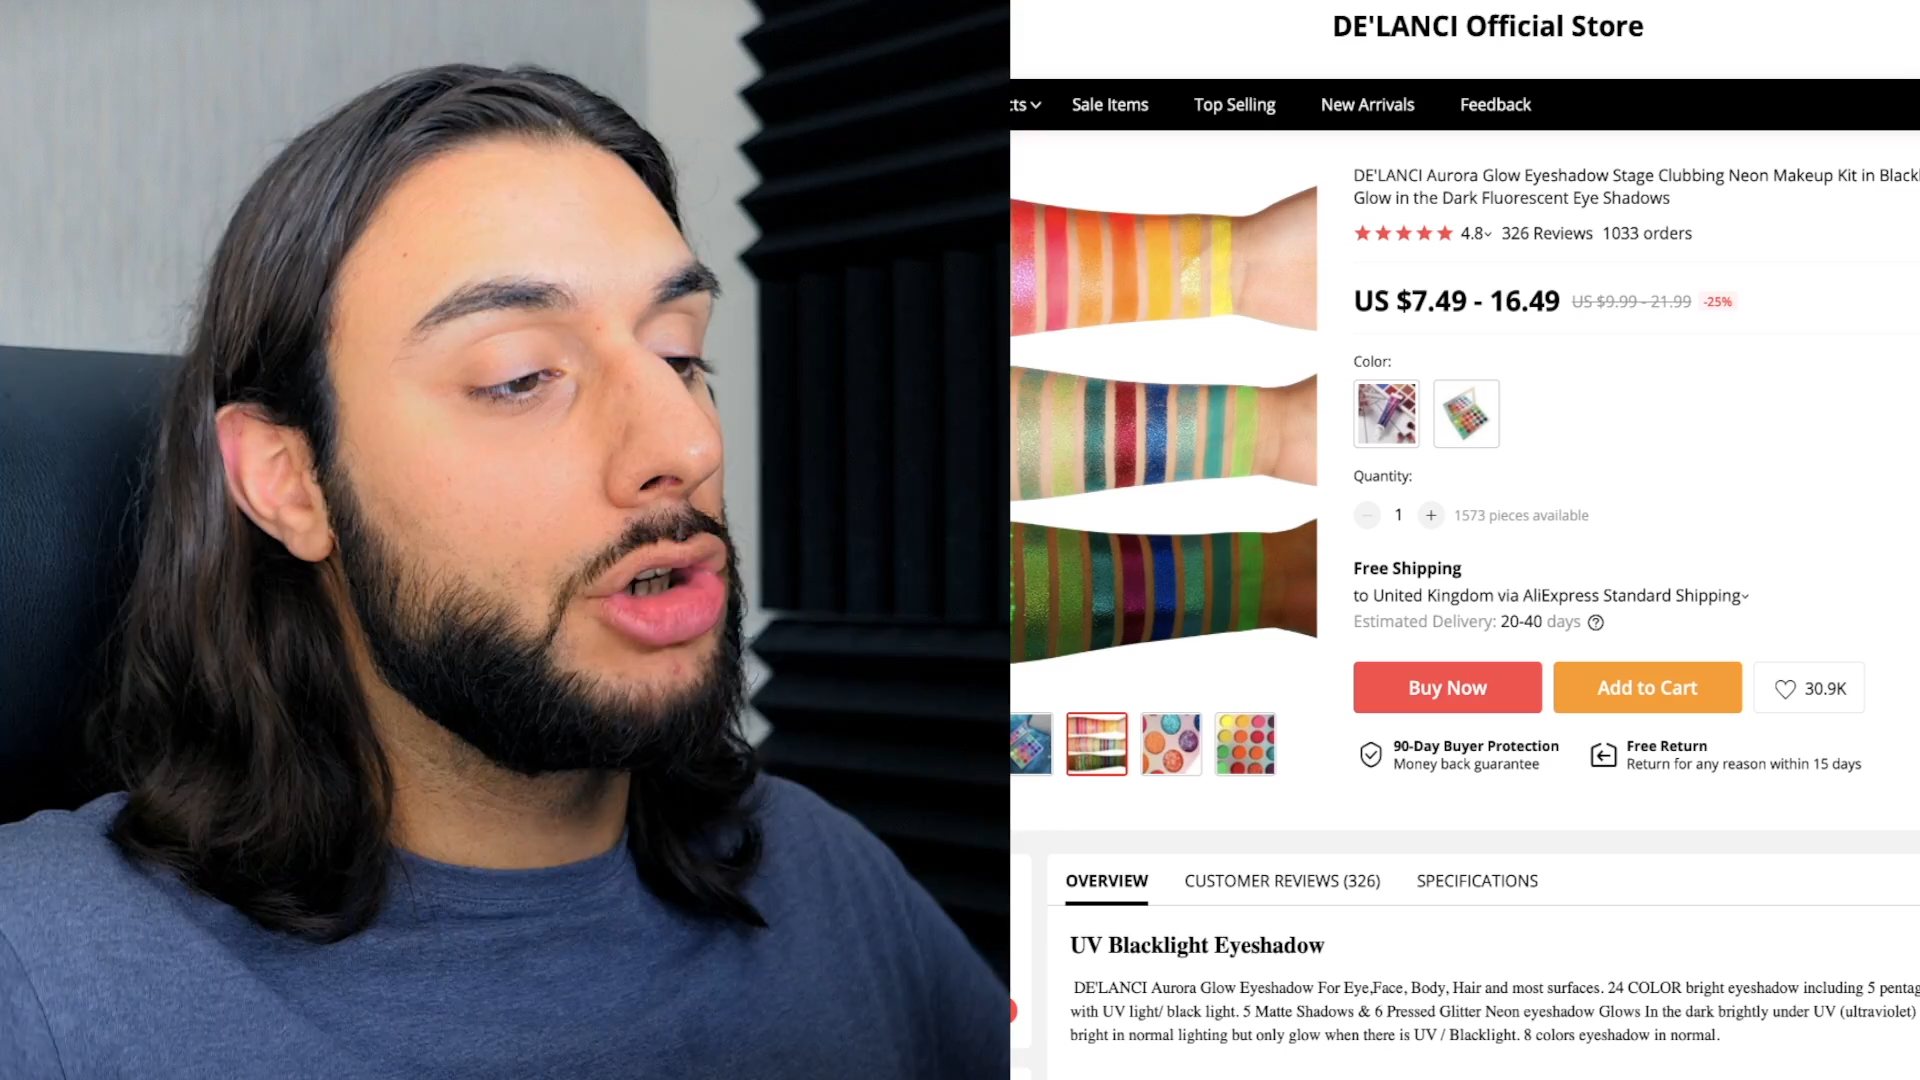 DE'LANCI Official Store
cts Sale Items Top Selling New Arrivals Feedback
DE'LANCI Aurora Glow Eyeshadow Stage Clubbing Neon Makeup Kit in Blackl
Glow in the Dark Fluorescent Eye Shadows
4.8 326 Reviews 1033 orders
US $7.49 - 16.49 US $9.99 - 21.99 -25%
Color:
Quantity:
1 + 1573 pieces available
Free Shipping
to United Kingdom via AliExpress Standard Shipping
Estimated Delivery: 20-40 days ?
Buy Now Add to Cart 30.9K
90-Day Buyer Protection
Money back guarantee
Free Return
Return for any reason within 15 days
OVERVIEW CUSTOMER REVIEWS (326) SPECIFICATIONS
UV Blacklight Eyeshadow
DE'LANCI Aurora Glow Eyeshadow For Eye,Face, Body, Hair and most surfaces. 24 COLOR bright eyeshadow including 5 pentag
with UV light/ black light. 5 Matte Shadows & 6 Pressed Glitter Neon eyeshadow Glows In the dark brightly under UV (ultraviolet)
bright in normal lighting but only glow when there is UV / Blacklight. 8 colors eyeshadow in normal.